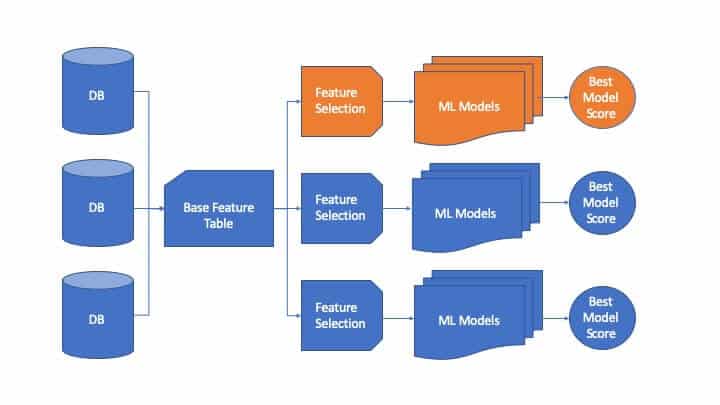 DB
DB
DB
Base Feature
Table
Feature
Selection
ML Models
Best
Model
Score
Feature
Selection
ML Models
Best
Model
Score
Feature
Selection
ML Models
Best
Model
Score